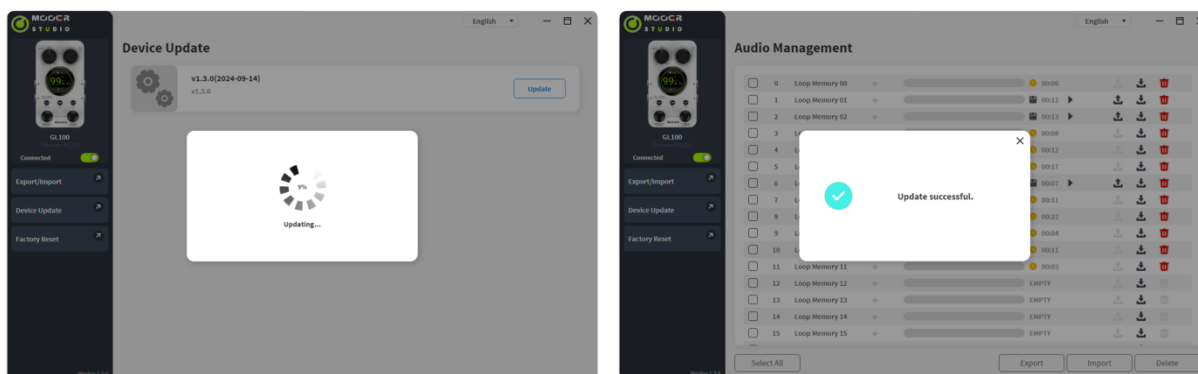 MOOER
STUDIO
English
Device Update
v1.3.0(2024-09-14)
v1.3.0
Update
99
GL100
Connected
Export/Import
Device Update
Factory Reset
9%
Updating...
MOOER
STUDIO
English
Audio Management
99
GL100
Connected
Export/Import
Device Update
Factory Reset
0 Loop Memory 00 00:06
1 Loop Memory 01 00:12
2 Loop Memory 02 00:13
3 00:08
4 00:12
5 00:17
6 00:07
7 00:11
8 00:22
9 00:04
10 00:11
11 Loop Memory 11 00:03
12 Loop Memory 12 EMPTY
13 Loop Memory 13 EMPTY
14 Loop Memory 14 EMPTY
15 Loop Memory 15 EMPTY
Update successful.
Select All
Export
Import
Delete